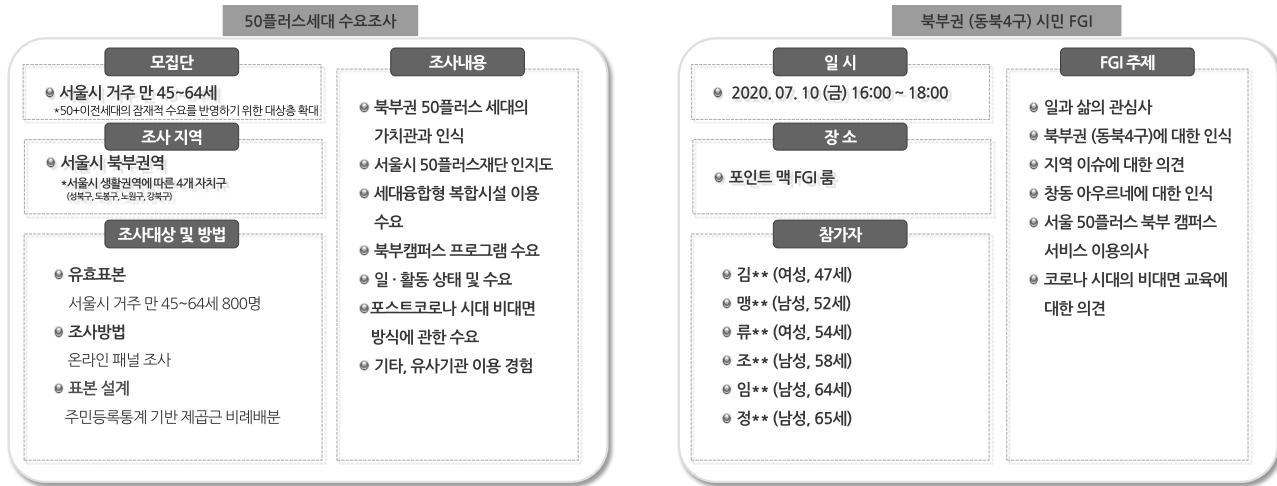 50플러스세대 수요조사
모집단
서울시 거주 만 45~64세
*50+이전세대의 잠재적 수요를 반영하기 위한 대상층 확대
조사 지역
서울시 북부권역
*서울시 생활권역에 따른 4개 자치구
(성북구, 도봉구, 노원구, 강북구)
조사대상 및 방법
유효표본
서울시 거주 만 45~64세 800명
조사방법
온라인 패널 조사
표본 설계
주민등록통계 기반 제곱근 비례배분
조사내용
북부권 50플러스 세대의
가치관과 인식
서울시 50플러스재단 인지도
세대융합형 복합시설 이용
수요
북부캠퍼스 프로그램 수요
일 · 활동 상태 및 수요
포스트코로나 시대 비대면
방식에 관한 수요
기타, 유사기관 이용 경험
북부권 (동북4구) 시민 FGI
일 시
2020. 07. 10 (금) 16:00 ~ 18:00
장 소
포인트 맥 FGI 룸
참가자
김** (여성, 47세)
맹** (남성, 52세)
류** (여성, 54세)
조** (남성, 58세)
임** (남성, 64세)
정** (남성, 65세)
FGI 주제
일과 삶의 관심사
북부권 (동북4구)에 대한 인식
지역 이슈에 대한 의견
창동 아우르네에 대한 인식
서울 50플러스 북부 캠퍼스
서비스 이용의사
코로나 시대의 비대면 교육에
대한 의견